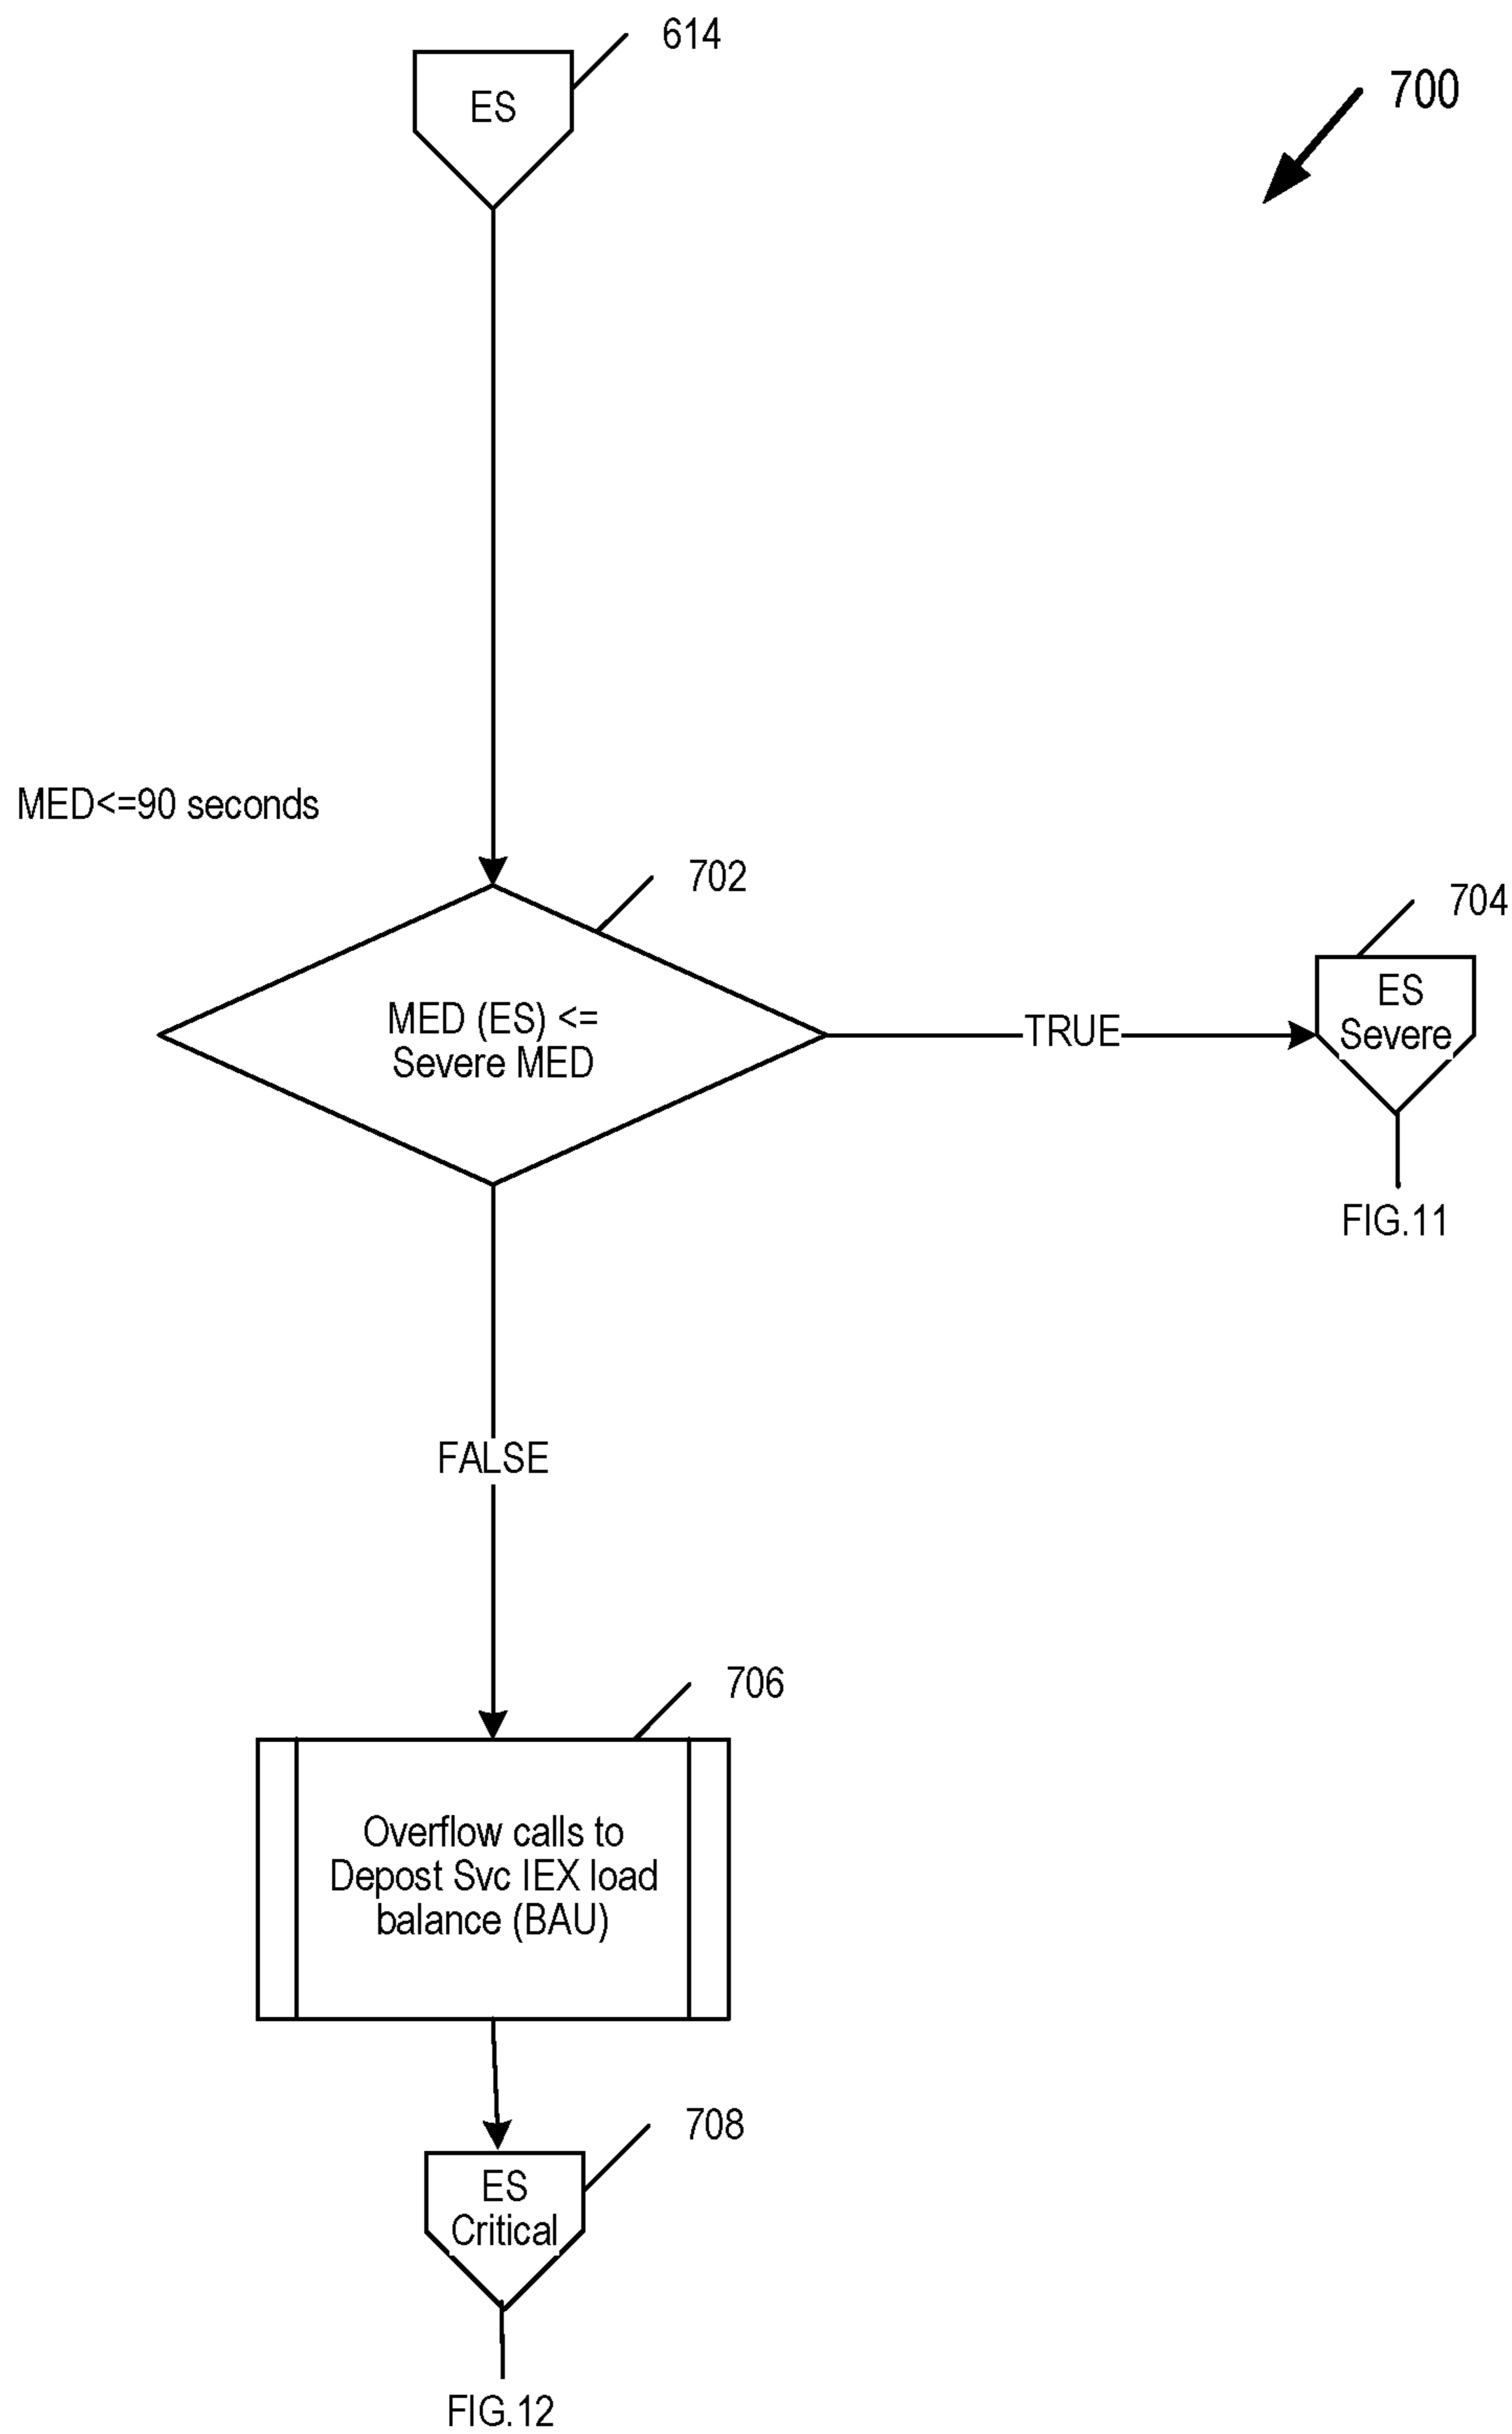 614
ES
700
MED<=90 seconds
702
704
MED (ES) <=
Severe MED
TRUE
ES
Severe
FIG.11
FALSE
706
Overflow calls to
Depost Svc IEX load
balance (BAU)
708
ES
Critical
FIG.12